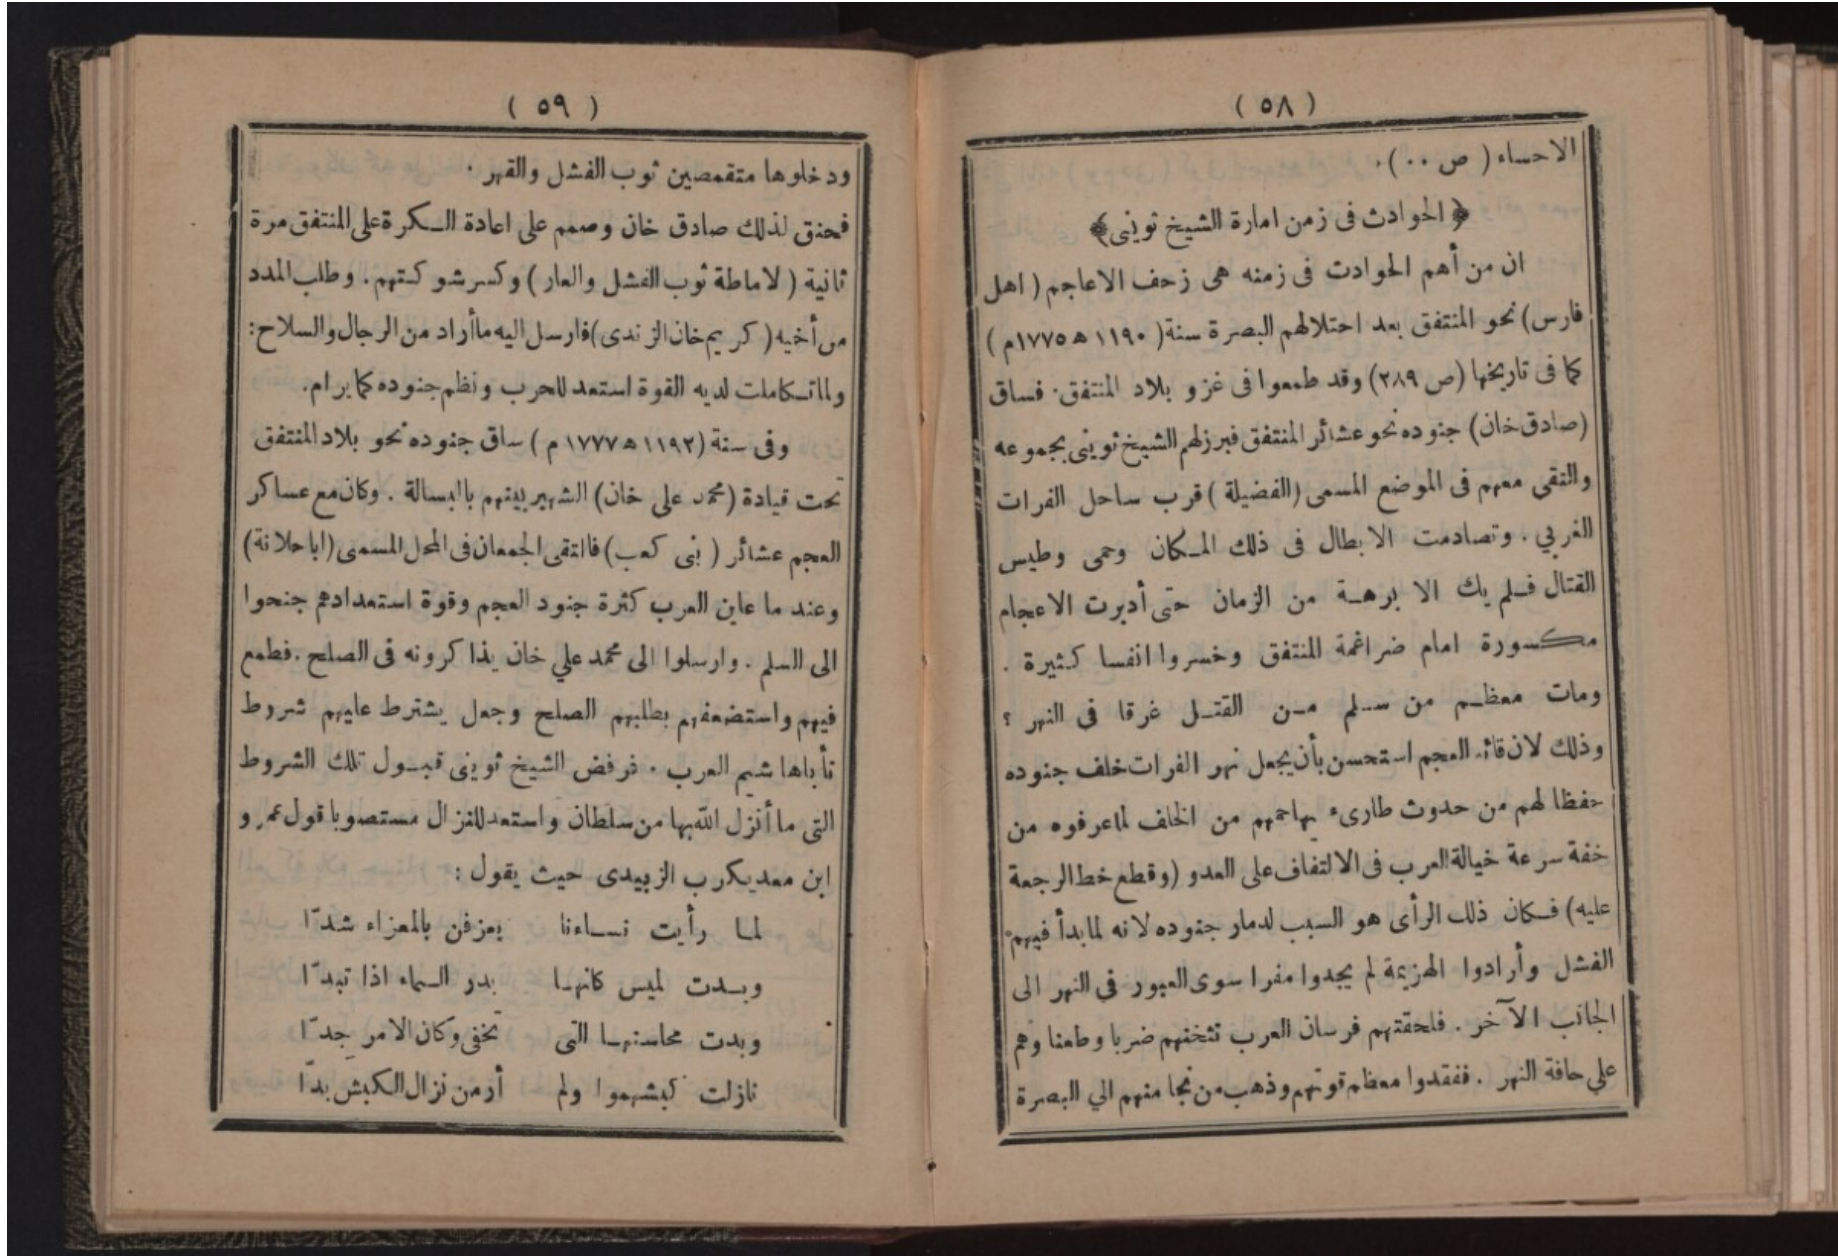 ( ٥٨ )
الاحساء ( ص ٠٠ ) .
﴿ الحوادث فى زمن امارة الشيخ ثوينى ﴾
ان من أهم الحوادث فى زمنه هى زحف الاعاجم ( اهل
فارس ) نحو المنتفق بعد احتلالهم البصرة سنة ( ١١٩٠ ﻫ ١٧٧٥م )
كما فى تاريخها (ص ٢٨٩) وقد طمعوا فى غزو بلاد المنتفق . فساق
(صادق خان) جنوده نحو عشائر المنتفق فبرز لهم الشيخ ثوينى بجموعه
والتقى معهم فى الموضع المسمى (الفضيلة) قرب ساحل الفرات
الغربي . وتصادمت الابطال فى ذلك المكان وحمى وطيس
القتال فلم يك الا برهة من الزمان حتى أدبرت الاعجام
مكسورة امام ضراغمة المنتفق وخسروا انفسا كثيرة .
ومات معظم من سلم من القتل غرقا فى النهر ؟
وذلك لان قائد العجم استحسن بأن يجعل نهر الفرات خلف جنوده
حفظا لهم من حدوث طارىء يهاجمهم من الخلف لما عرفوه من
خفة سرعة خيالة العرب فى الالتفاف على العدو (وقطع خط الرجعة
عليه) فكان ذلك الرأى هو السبب لدمار جنوده لانه لما بدأ فيهم
الفشل وأرادوا الهزيمة لم يجدوا مفرا سوى العبور في النهر الى
الجانب الآخر . فلحقتهم فرسان العرب تثخنهم ضربا وطعنا وهم
على حافة النهر . ففقدوا معظم قوتهم وذهب من نجا منهم الي البصرة
( ٥٩ )
ودخلوها متقمصين ثوب الفشل والقهر .
فحنق لذلك صادق خان وصمم على اعادة الكرة على المنتفق مرة
ثانية ( لاماطة ثوب الفشل والعار ) وكسر شوكتهم . وطلب المدد
من أخيه ( كريم خان الزندى ) فارسل اليه ما أراد من الرجال والسلاح :
ولما تكاملت لديه القوة استعد للحرب ونظم جنوده كما يرام .
وفى سنة (١١٩٢ ﻫ ١٧٧٧ م) ساق جنوده نحو بلاد المنتفق
تحت قيادة (محمد على خان) الشهير بينهم بالبسالة . وكان مع عساكر
العجم عشائر ( بنى كعب) فالتقى الجمعان فى المحل المسمى (ابا حلانة)
وعند ما عاين العرب كثرة جنود العجم وقوة استعدادهم جنحوا
الى السلم . وارسلوا الى محمد علي خان يذاكرونه فى الصلح . فطمع
فيهم واستضعفهم بطلبهم الصلح وجعل يشترط عليهم شروط
تأباها شيم العرب . فرفض الشيخ ثوينى قبول تلك الشروط
التى ما أنزل الله بها من سلطان واستعد للنزال مستصوبا قول عمرو
ابن معديكرب الزبيدى حيث يقول :
لما رأيت نساءنا يعزفن بالمعزاء شدّا
وبدت لميس كانها بدر السماء اذا تبدّا
وبدت محاسنها التى تخفى وكان الامر جدّا
نازلت كبشهموا ولم أر من نزال الكبش بدّا